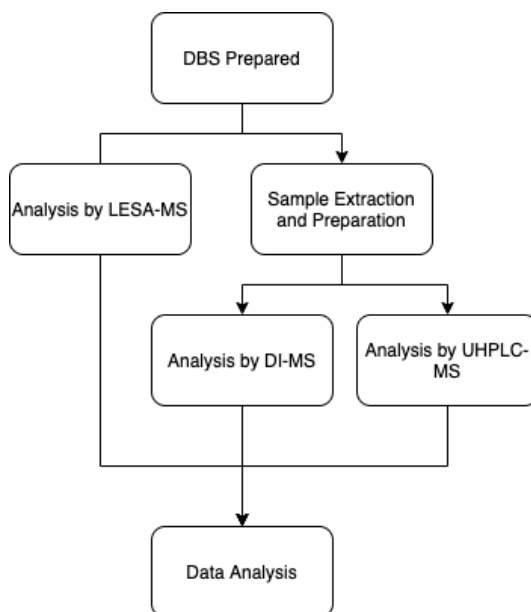 DBS Prepared
Analysis by LESA-MS
Sample Extraction
and Preparation
Analysis by DI-MS
Analysis by UHPLC-
MS
Data Analysis